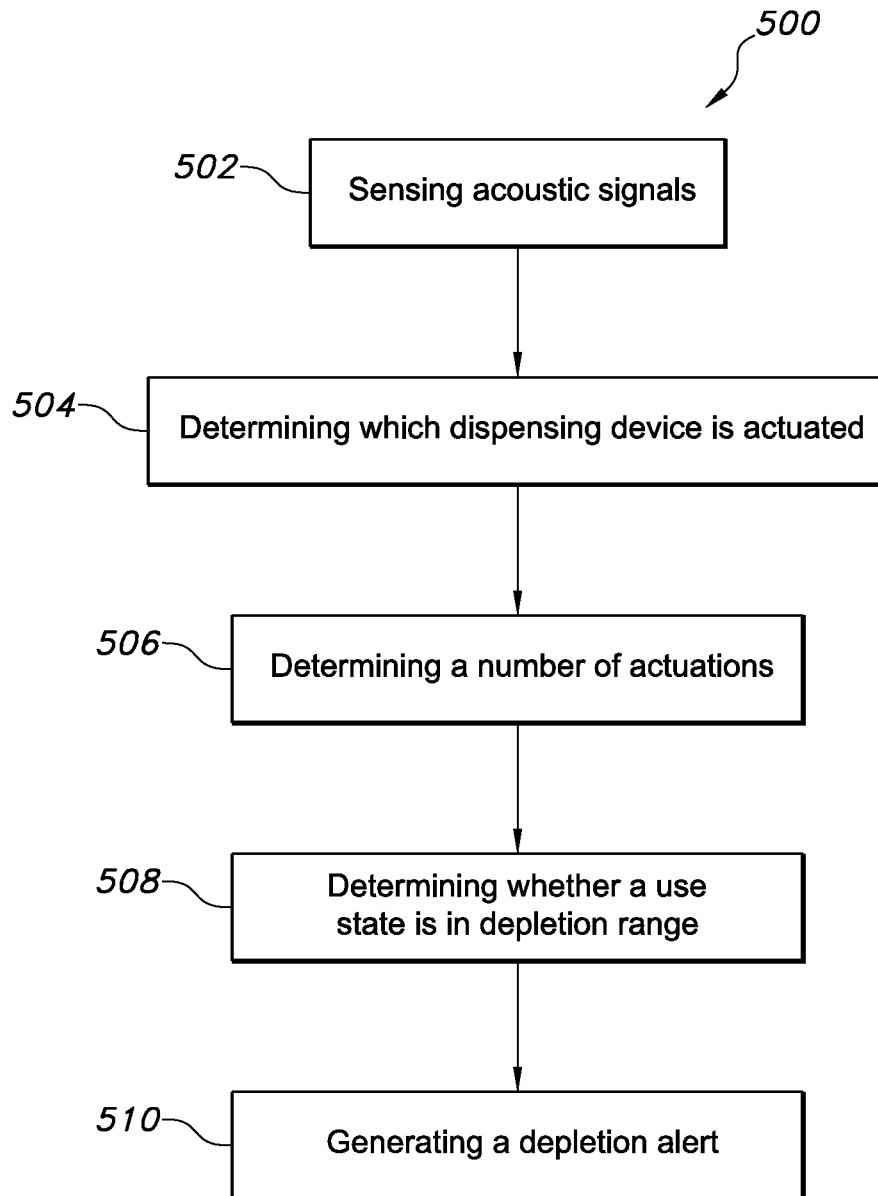 500
502
Sensing acoustic signals
504
Determining which dispensing device is actuated
506
Determining a number of actuations
508
Determining whether a use
state is in depletion range
510
Generating a depletion alert